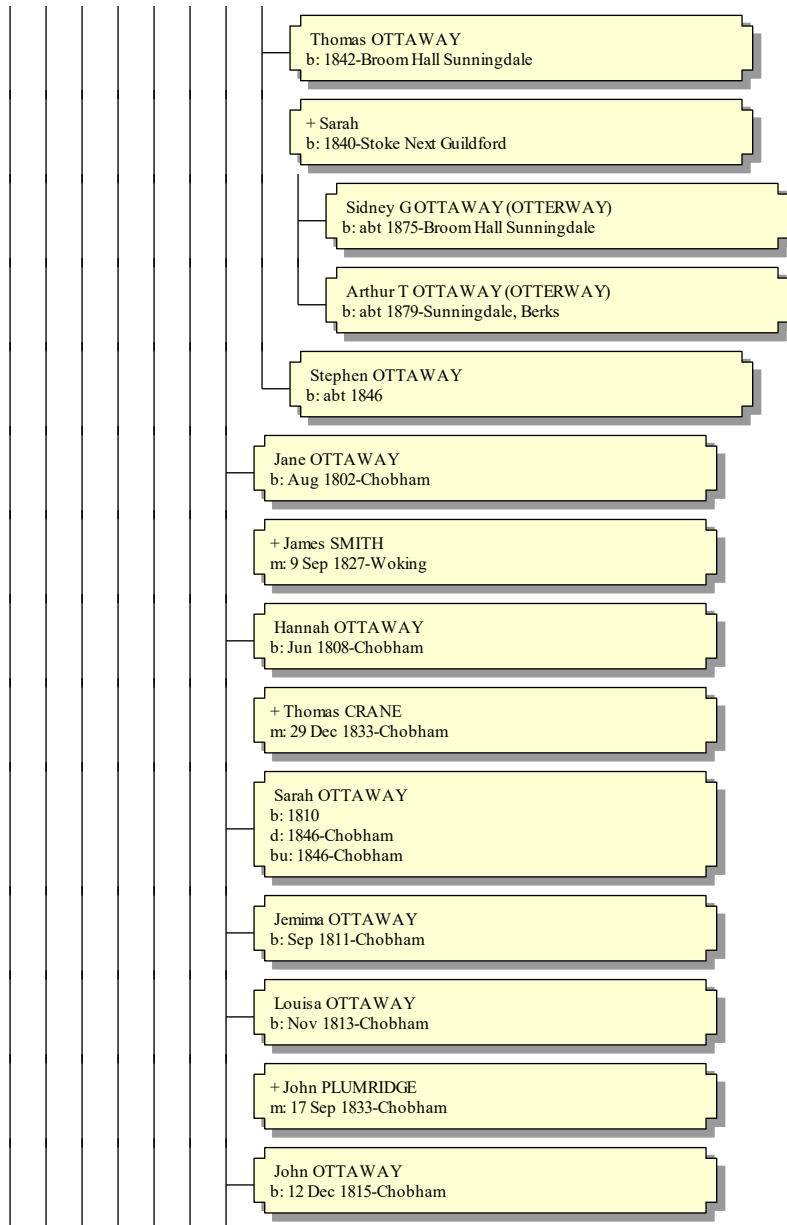 Thomas OTTAWAY
b: 1842-Broom Hall Sunningdale
+ Sarah
b: 1840-Stoke Next Guildford
Sidney G OTTAWAY (OTTERWAY)
b: abt 1875-Broom Hall Sunningdale
Arthur T OTTAWAY (OTTERWAY)
b: abt 1879-Sunningdale, Berks
Stephen OTTAWAY
b: abt 1846
Jane OTTAWAY
b: Aug 1802-Chobham
+ James SMITH
m: 9 Sep 1827-Woking
Hannah OTTAWAY
b: Jun 1808-Chobham
+ Thomas CRANE
m: 29 Dec 1833-Chobham
Sarah OTTAWAY
b: 1810
d: 1846-Chobham
bu: 1846-Chobham
Jemima OTTAWAY
b: Sep 1811-Chobham
Louisa OTTAWAY
b: Nov 1813-Chobham
+ John PLUMRIDGE
m: 17 Sep 1833-Chobham
John OTTAWAY
b: 12 Dec 1815-Chobham